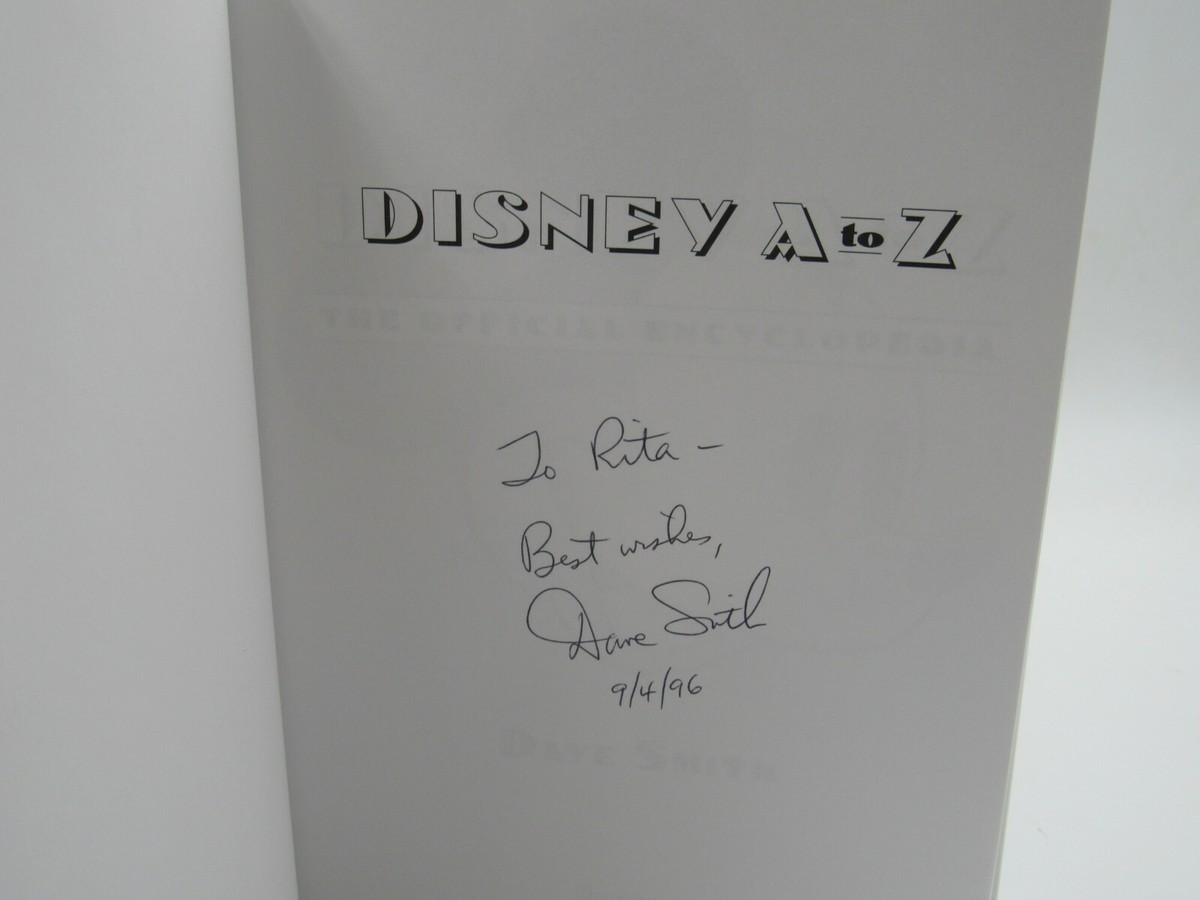 DISNEY A to Z
THE OFFICIAL ENCYCLOPEDIA
To Rita -
Best wishes,
Dave Smith
9/4/96
DAVE SMITH